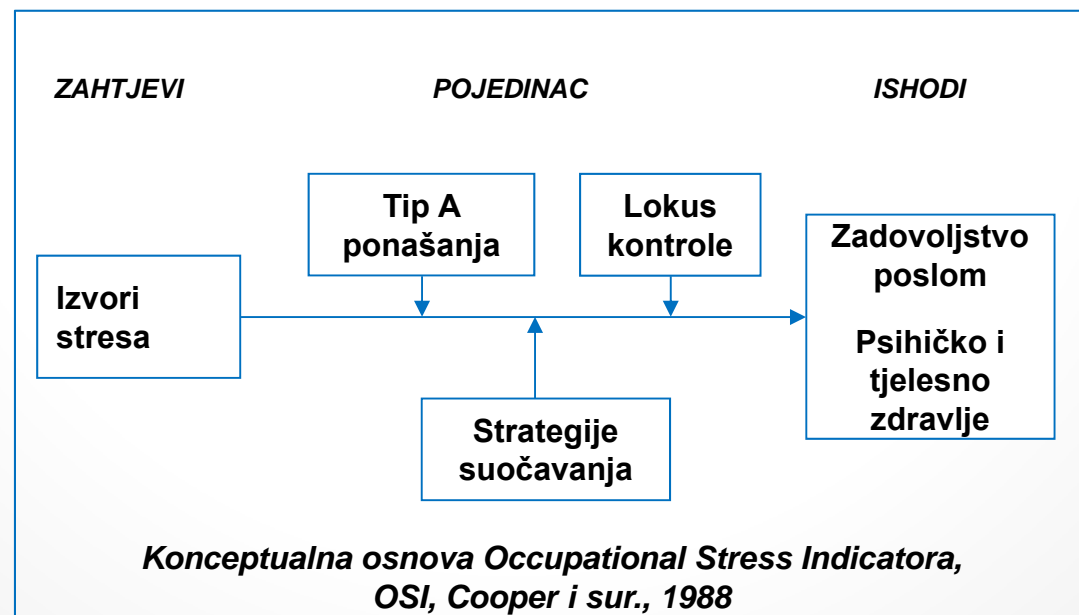 ZAHTJEVI
POJEDINAC
ISHODI
Tip A
ponašanja
Lokus
kontrole
Izvori
stresa
Zadovoljstvo
poslom
Psihičko i
tjelesno
zdravlje
Strategije
suočavanja
Konceptualna osnova Occupational Stress Indicatora,
OSI, Cooper i sur., 1988